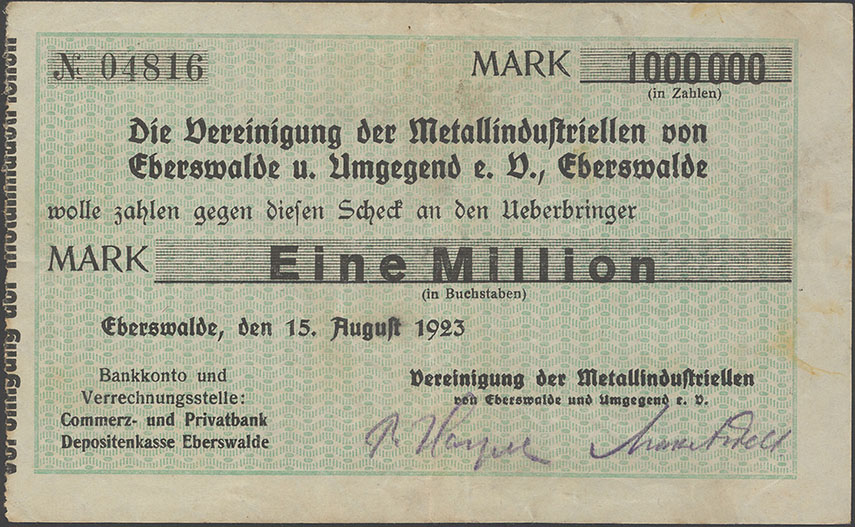 № 04816
MARK 1000000
(in Zahlen)
Die Vereinigung der Metallindustriellen von
Eberswalde u. Umgegend e. V., Eberswalde
wolle zahlen gegen diesen Scheck an den Ueberbringer
MARK Eine Million
(in Buchstaben)
Eberswalde, den 15. August 1923
Bankkonto und
Verrechnungsstelle:
Commerz- und Privatbank
Depositenkasse Eberswalde
Vereinigung der Metallindustriellen
von Eberswalde und Umgegend e. V.